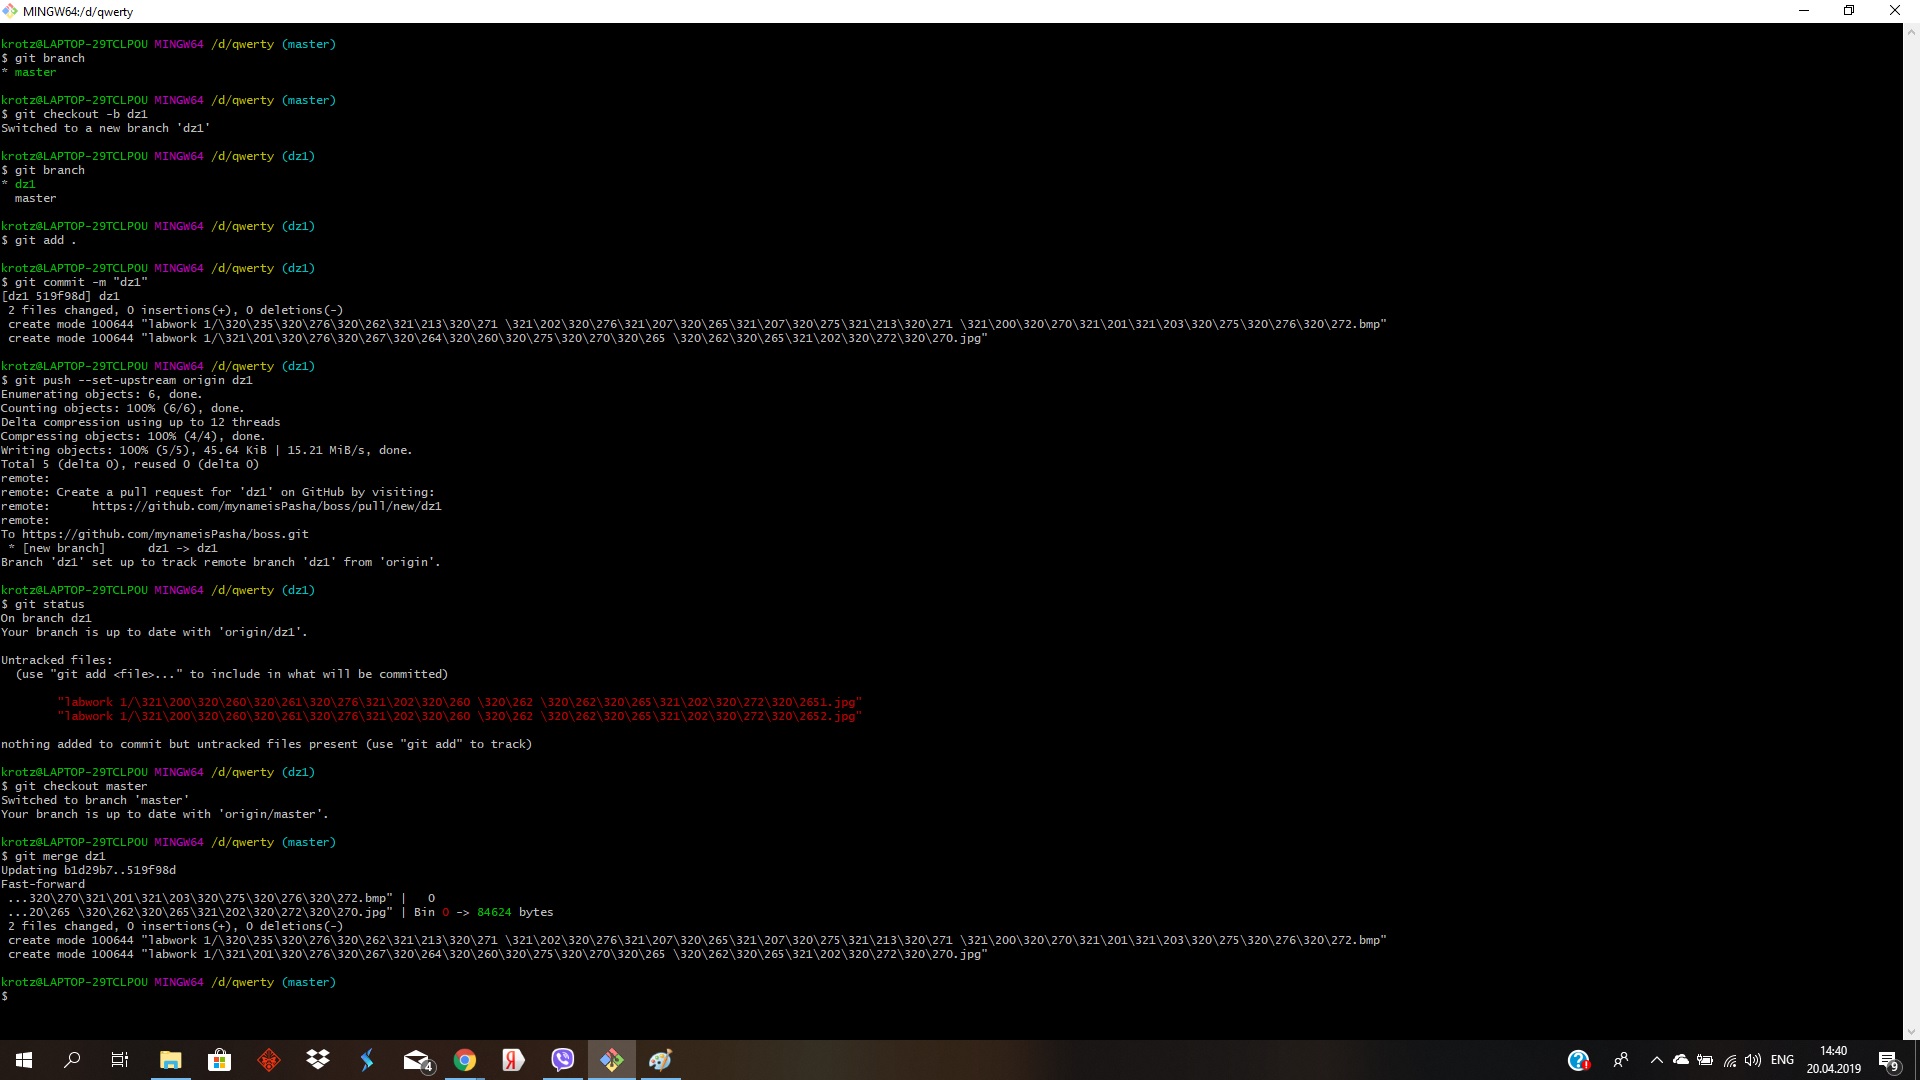 MINGW64:/d/qwerty
krotz@LAPTOP-29TCLPOU MINGW64 /d/qwerty (master)
$ git branch
* master
krotz@LAPTOP-29TCLPOU MINGW64 /d/qwerty (master)
$ git checkout -b dz1
Switched to a new branch 'dz1'
krotz@LAPTOP-29TCLPOU MINGW64 /d/qwerty (dz1)
$ git branch
* dz1
master
krotz@LAPTOP-29TCLPOU MINGW64 /d/qwerty (dz1)
$ git add .
krotz@LAPTOP-29TCLPOU MINGW64 /d/qwerty (dz1)
$ git commit -m "dz1"
[dz1 519f98d] dz1
2 files changed, 0 insertions(+), 0 deletions(-)
create mode 100644 "labwork 1/\320\235\320\276\320\262\321\213\320\271 \321\202\320\276\321\207\320\265\321\207\320\275\321\213\320\271 \321\200\320\270\321\201\321\203\320\275\320\276\320\272.bmp"
create mode 100644 "labwork 1/\321\201\320\276\320\267\320\264\320\260\320\275\320\270\320\265 \320\262\320\265\321\202\320\272\320\270.jpg"
krotz@LAPTOP-29TCLPOU MINGW64 /d/qwerty (dz1)
$ git push --set-upstream origin dz1
Enumerating objects: 6, done.
Counting objects: 100% (6/6), done.
Delta compression using up to 12 threads
Compressing objects: 100% (4/4), done.
Writing objects: 100% (5/5), 45.64 KiB | 15.21 MiB/s, done.
Total 5 (delta 0), reused 0 (delta 0)
remote:
remote: Create a pull request for 'dz1' on GitHub by visiting:
remote:      https://github.com/mynameisPasha/boss/pull/new/dz1
remote:
To https://github.com/mynameisPasha/boss.git
* [new branch]      dz1 -> dz1
Branch 'dz1' set up to track remote branch 'dz1' from 'origin'.
krotz@LAPTOP-29TCLPOU MINGW64 /d/qwerty (dz1)
$ git status
On branch dz1
Your branch is up to date with 'origin/dz1'.
Untracked files:
(use "git add <file>..." to include in what will be committed)
"labwork 1/\321\200\320\260\320\261\320\276\321\202\320\260 \320\262 \320\262\320\265\321\202\320\272\320\2651.jpg"
"labwork 1/\321\200\320\260\320\261\320\276\321\202\320\260 \320\262 \320\262\320\265\321\202\320\272\320\2652.jpg"
nothing added to commit but untracked files present (use "git add" to track)
krotz@LAPTOP-29TCLPOU MINGW64 /d/qwerty (dz1)
$ git checkout master
Switched to branch 'master'
Your branch is up to date with 'origin/master'.
krotz@LAPTOP-29TCLPOU MINGW64 /d/qwerty (master)
$ git merge dz1
Updating b1d29b7..519f98d
Fast-forward
...320\270\321\201\321\203\320\275\320\276\320\272.bmp" |   0
...20\265 \320\262\320\265\321\202\320\272\320\270.jpg" | Bin 0 -> 84624 bytes
2 files changed, 0 insertions(+), 0 deletions(-)
create mode 100644 "labwork 1/\320\235\320\276\320\262\321\213\320\271 \321\202\320\276\321\207\320\265\321\207\320\275\321\213\320\271 \321\200\320\270\321\201\321\203\320\275\320\276\320\272.bmp"
create mode 100644 "labwork 1/\321\201\320\276\320\267\320\264\320\260\320\275\320\270\320\265 \320\262\320\265\321\202\320\272\320\270.jpg"
krotz@LAPTOP-29TCLPOU MINGW64 /d/qwerty (master)
$
4
Я
ENG
14:40
20.04.2019
9